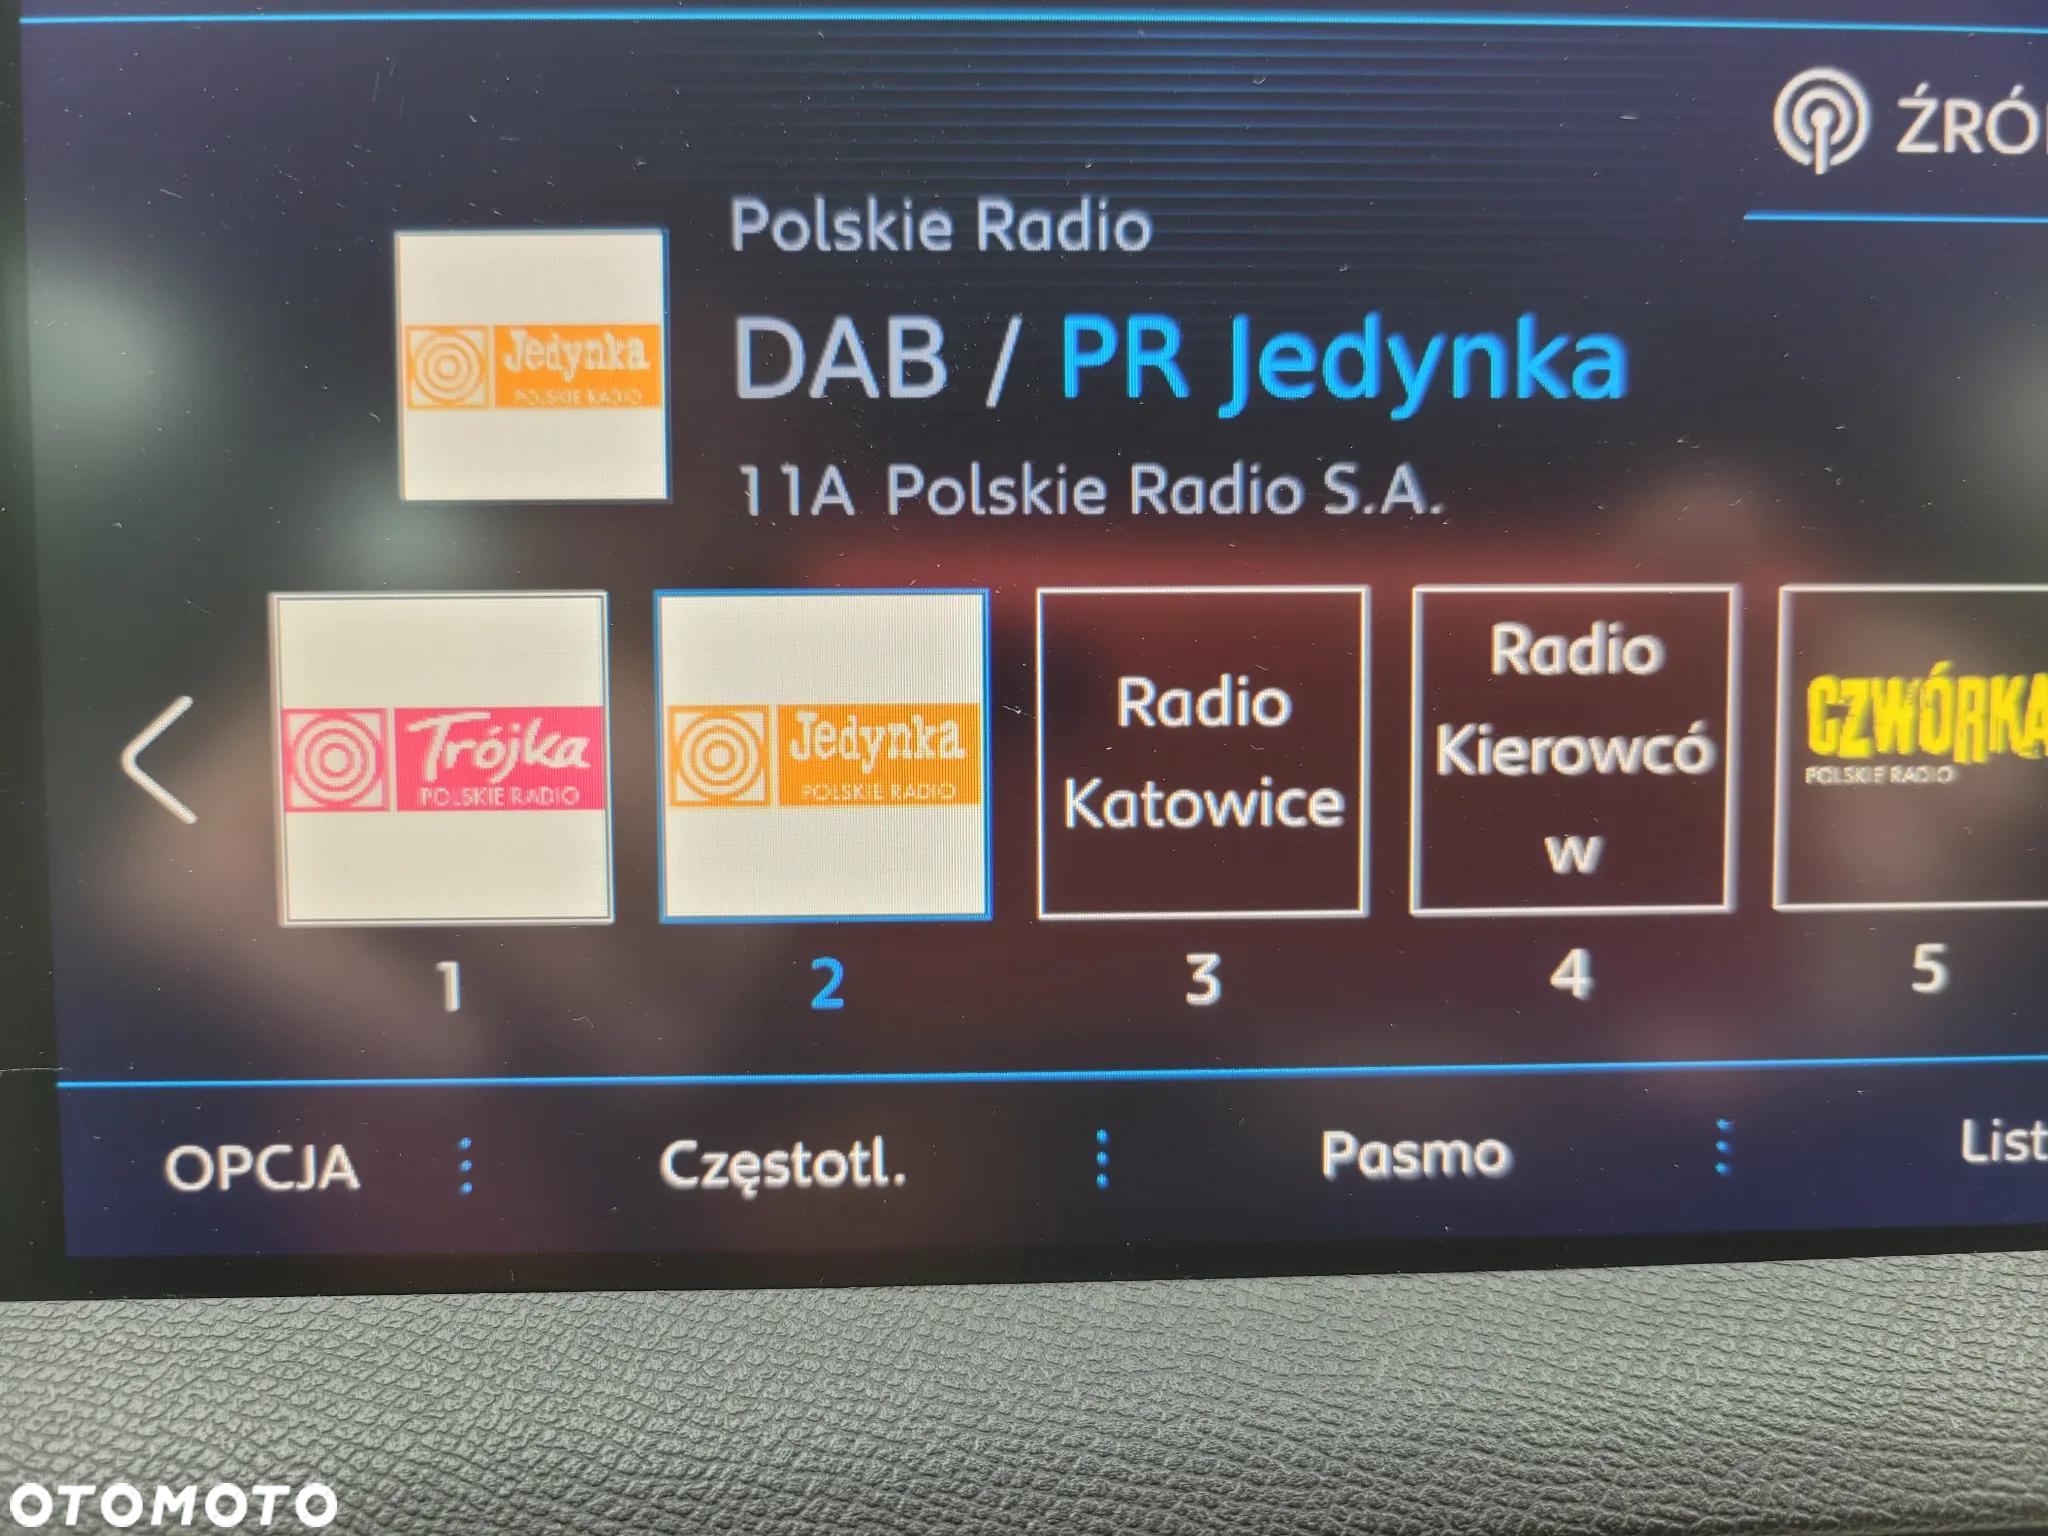 ŹRÓ
Polskie Radio
Jedynka
POLSKIE RADIO
DAB / PR Jedynka
11A Polskie Radio S.A.
Trójka
POLSKIE RADIO
Jedynka
POLSKIE RADIO
Radio
Katowice
Radio
Kierowcó
w
CZWÓRKA
POLSKIE RADIO
1
2
3
4
5
OPCJA
Częstotl.
Pasmo
List
OTOMOTO